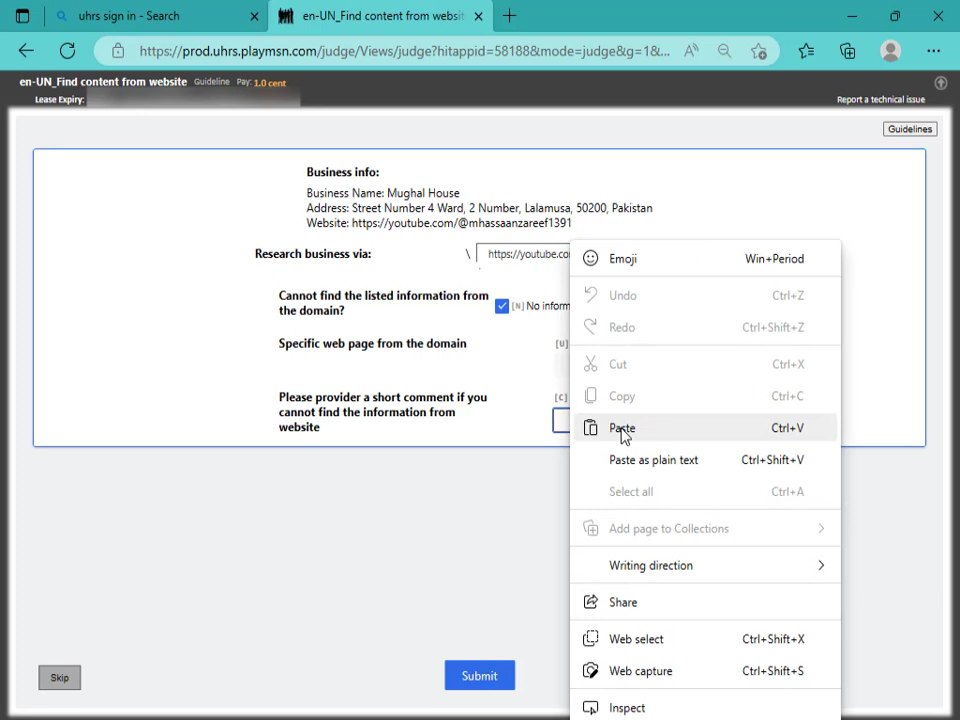 uhrs sign in - Search
en-UN_Find content from websit
https://prod.uhrs.playmsn.com/judge/Views/judge?hitappid=58188&mode=judge&g=1&...
en-UN_Find content from website Guideline Pay: 1.0 cent
Lease Expiry:
Report a technical issue
Guidelines
Business info:
Business Name: Mughal House
Address: Street Number 4 Ward, 2 Number, Lalamusa, 50200, Pakistan
Website: https://youtube.com/@mhassaanzareef1391
Research business via: \ https://youtube.co
Cannot find the listed information from
the domain?
[N] No inform
Specific web page from the domain [U]
Please provider a short comment if you
cannot find the information from
website
[C]
Skip
Submit
Emoji Win+Period
Undo Ctrl+Z
Redo Ctrl+Shift+Z
Cut Ctrl+X
Copy Ctrl+C
Paste Ctrl+V
Paste as plain text Ctrl+Shift+V
Select all Ctrl+A
Add page to Collections
Writing direction
Share
Web select Ctrl+Shift+X
Web capture Ctrl+Shift+S
Inspect